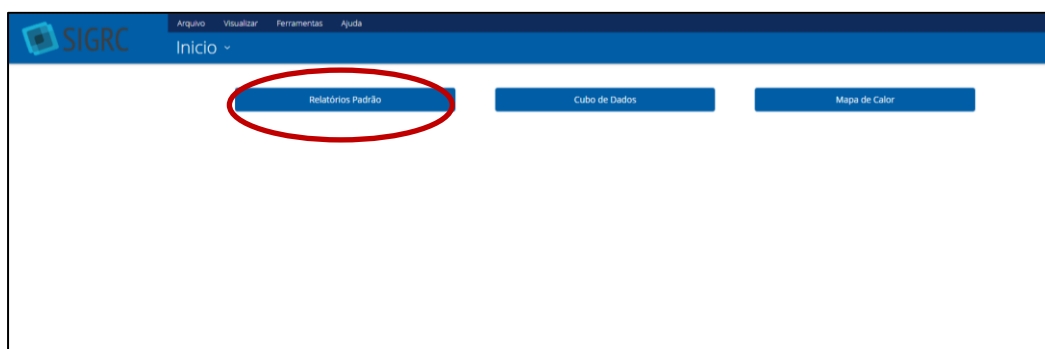 SIGRC
Arquivo Visualizar Ferramentas Ajuda
Inicio
Relatórios Padrão Cubo de Dados Mapa de Calor